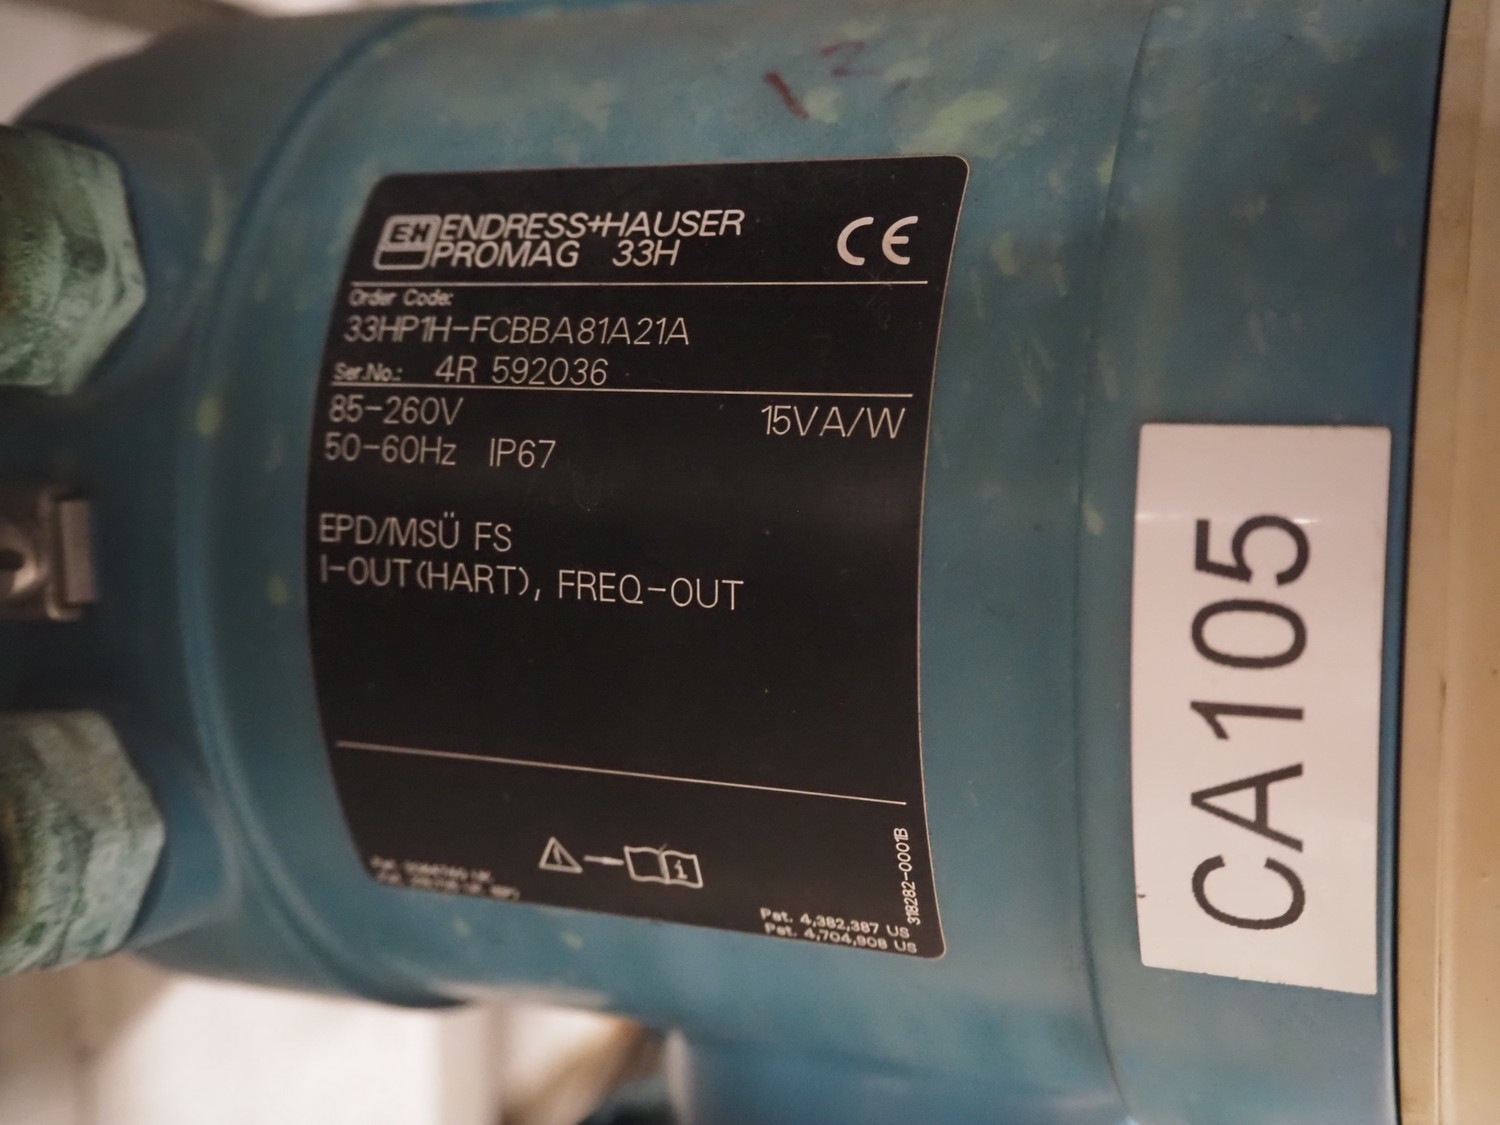 E+H ENDRESS+HAUSER
PROMAG 33H
CE
Order Code:
33HP1H-FCBBA81A21A
Ser.No.: 4R 592036
85-260V 15VA/W
50-60Hz IP67
EPD/MSÜ FS
I-OUT(HART), FREQ-OUT
i
318282-0001B
Pat. 4,382,387 US
Pat. 4,704,908 US
CA105